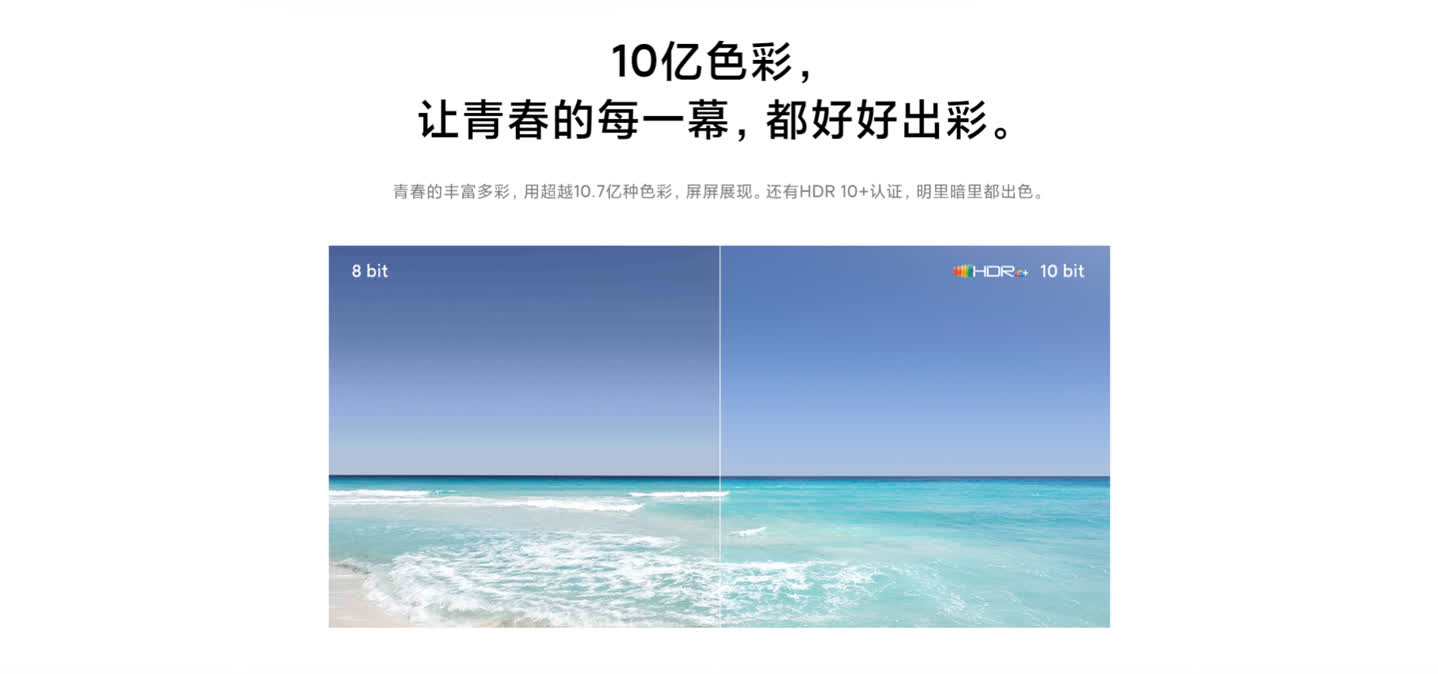 10亿色彩，
让青春的每一幕，都好好出彩。
青春的丰富多彩，用超越10.7亿种色彩，屏屏展现。还有HDR 10+认证，明里暗里都出色。
8 bit
HDR10+ 10 bit